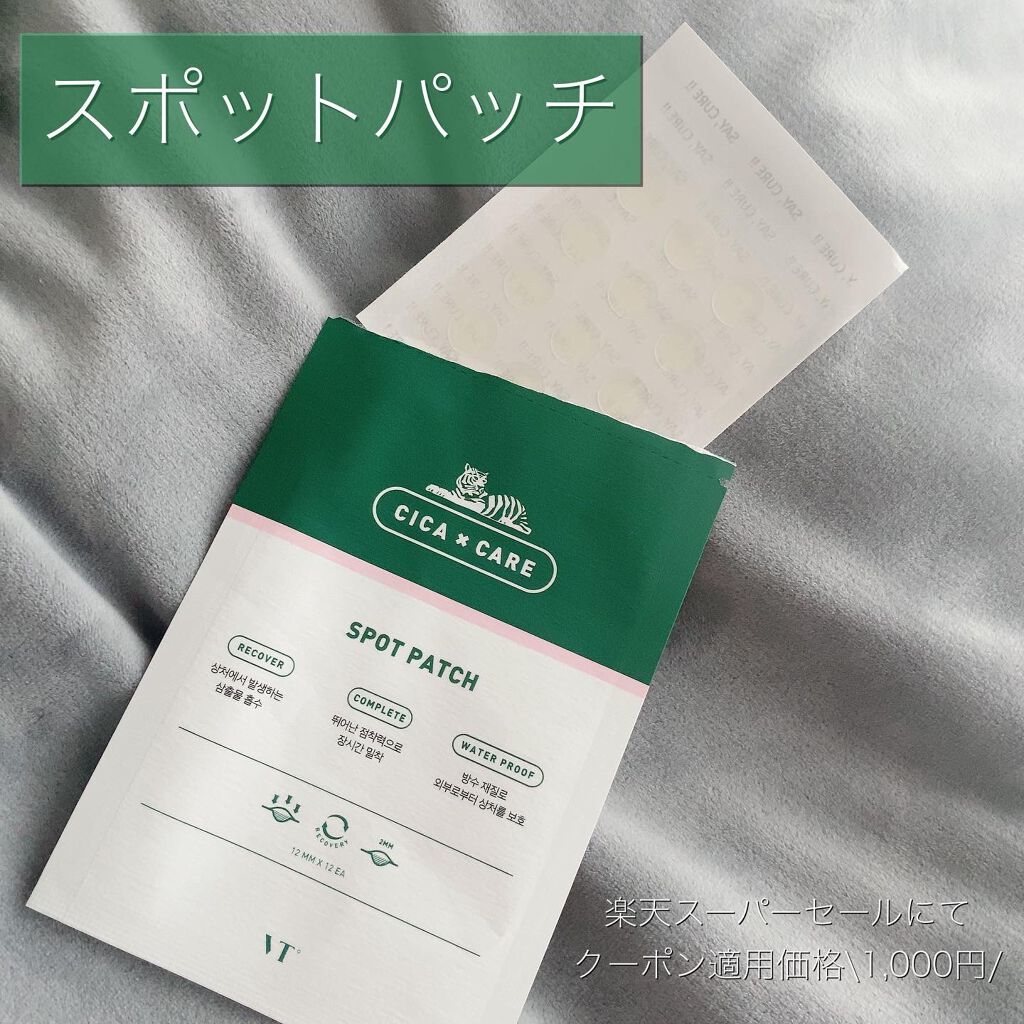 スポットパッチ
SAY CURE !!
CICA × CARE
SPOT PATCH
RECOVER
상처에서 발생하는
삼출물 흡수
COMPLETE
뛰어난 점착력으로
장시간 밀착
WATER PROOF
방수 재질로
외부로부터 상처를 보호
RECOVERY
2MM
12 MM X 12 EA
VT
楽天スーパーセールにて
クーポン適用価格\1,000円/